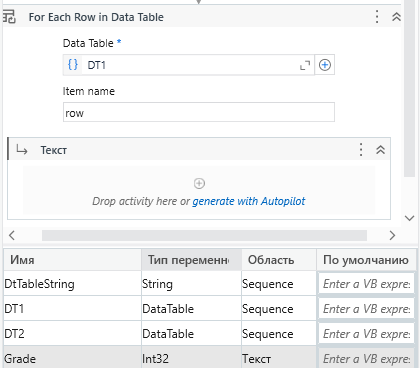 For Each Row in Data Table
Data Table *
{} DT1
Item name
row
Текст
Drop activity here or generate with Autopilot
Имя Тип переменн Область По умолчанию
DtTableString String Sequence Enter a VB expre
DT1 DataTable Sequence Enter a VB expre
DT2 DataTable Sequence Enter a VB expre
Grade Int32 Текст Enter a VB expre